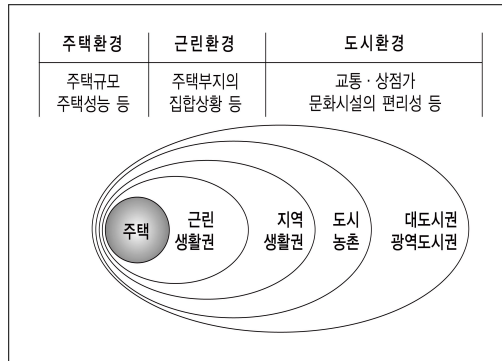 주택환경 근린환경 도시환경
주택규모 주택부지의 교통·상점가
주택성능 등 집합상황 등 문화시설의 편리성 등
주택 근린 지역 도시 대도시권
생활권 생활권 농촌 광역도시권